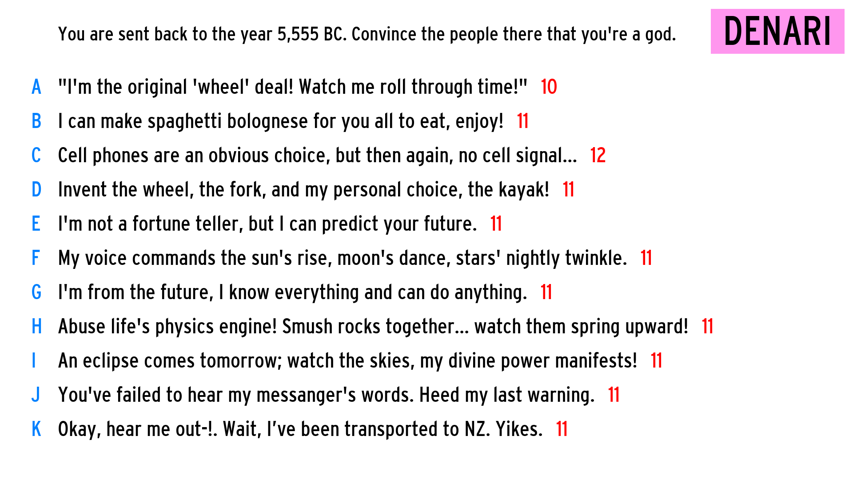 You are sent back to the year 5,555 BC. Convince the people there that you're a god.
DENARI
A "I'm the original 'wheel' deal! Watch me roll through time!" 10
B I can make spaghetti bolognese for you all to eat, enjoy! 11
C Cell phones are an obvious choice, but then again, no cell signal... 12
D Invent the wheel, the fork, and my personal choice, the kayak! 11
E I'm not a fortune teller, but I can predict your future. 11
F My voice commands the sun's rise, moon's dance, stars' nightly twinkle. 11
G I'm from the future, I know everything and can do anything. 11
H Abuse life's physics engine! Smush rocks together... watch them spring upward! 11
I An eclipse comes tomorrow; watch the skies, my divine power manifests! 11
J You've failed to hear my messanger's words. Heed my last warning. 11
K Okay, hear me out-!. Wait, I’ve been transported to NZ. Yikes. 11